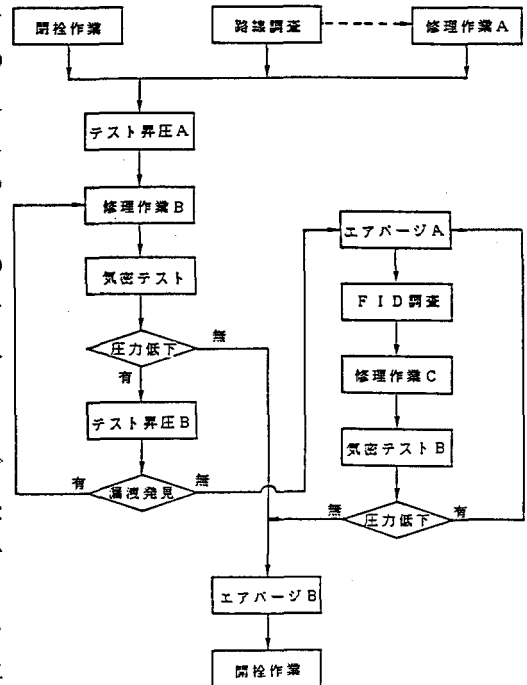 閉栓作業
路線調査
修理作業A
テスト昇圧A
修理作業B
エアパージA
気密テスト
FID調査
圧力低下
無
有
修理作業C
テスト昇圧B
気密テストB
有
漏洩発見
無
無
圧力低下
有
エアパージB
開栓作業